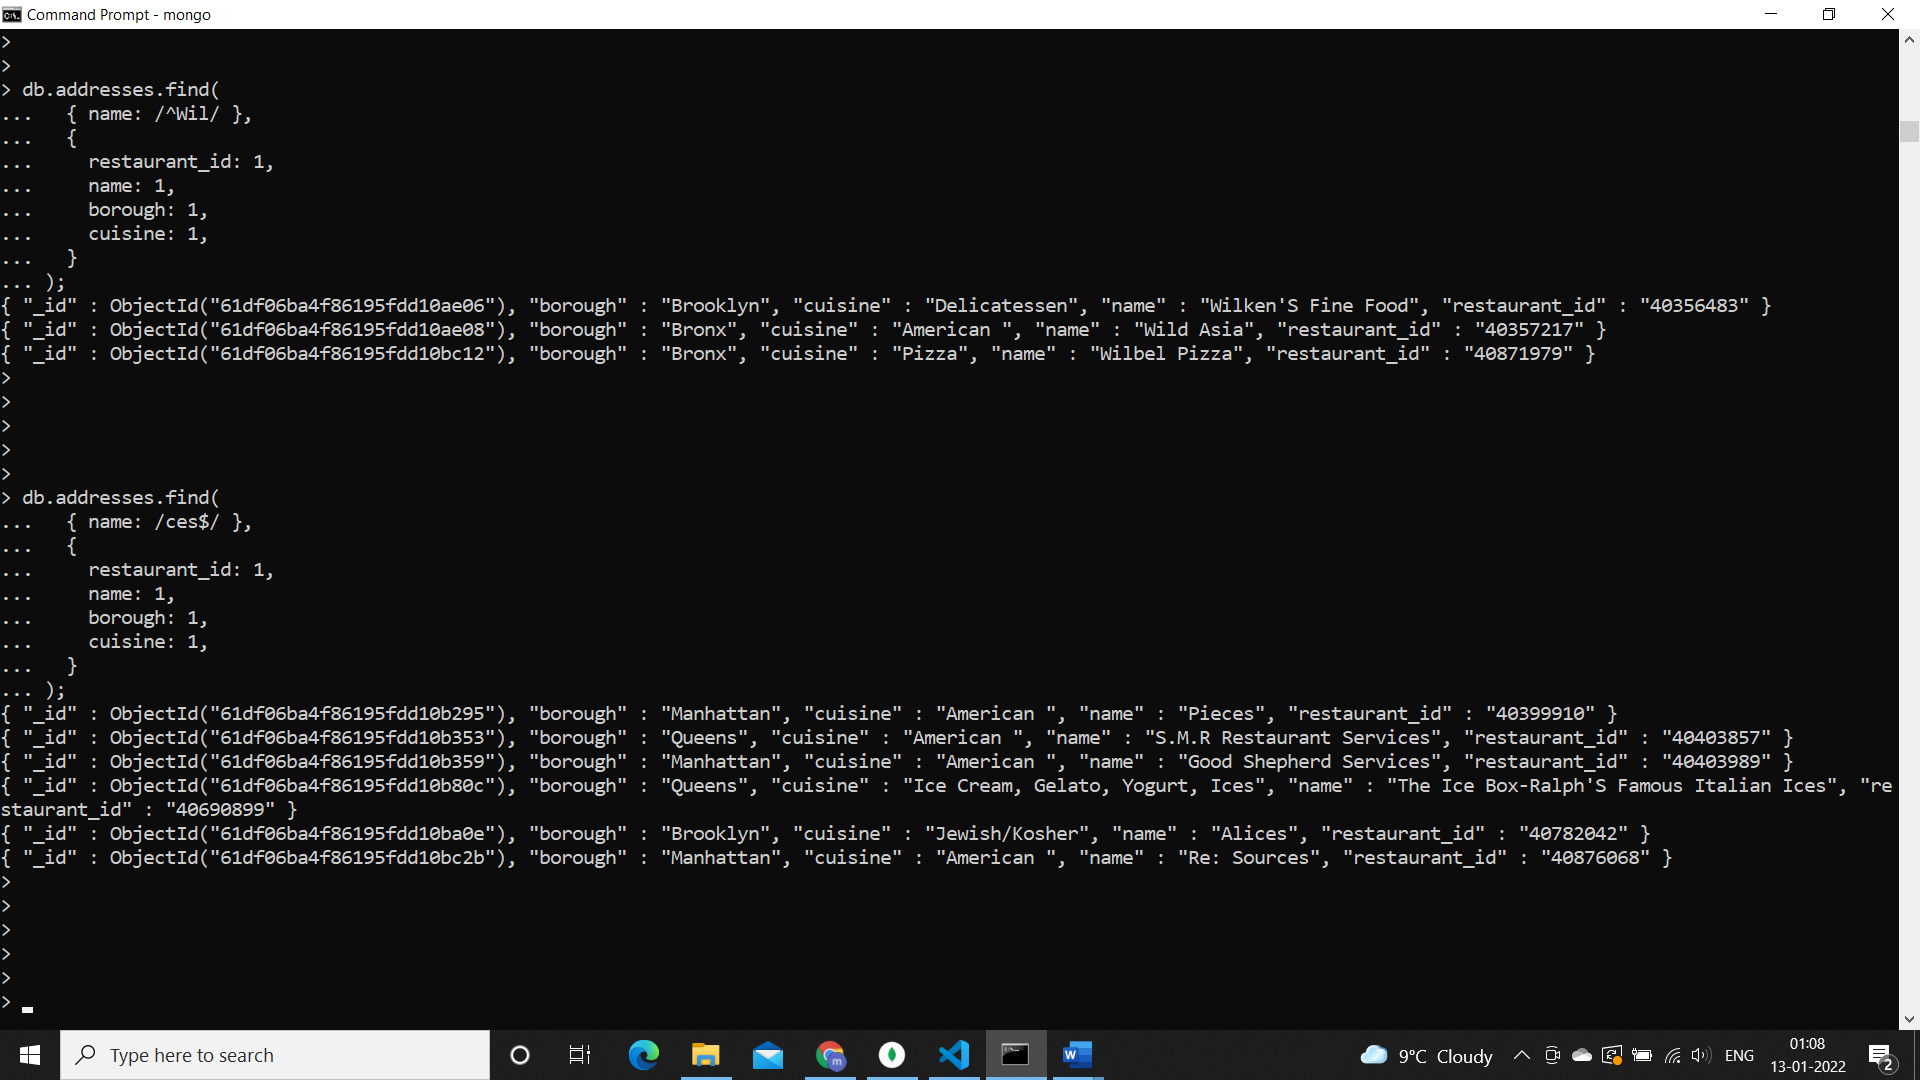 Command Prompt - mongo
>
>
> db.addresses.find(
...   { name: /^Wil/ },
...   {
...     restaurant_id: 1,
...     name: 1,
...     borough: 1,
...     cuisine: 1,
...   }
... );
{ "_id" : ObjectId("61df06ba4f86195fdd10ae06"), "borough" : "Brooklyn", "cuisine" : "Delicatessen", "name" : "Wilken'S Fine Food", "restaurant_id" : "40356483" }
{ "_id" : ObjectId("61df06ba4f86195fdd10ae08"), "borough" : "Bronx", "cuisine" : "American ", "name" : "Wild Asia", "restaurant_id" : "40357217" }
{ "_id" : ObjectId("61df06ba4f86195fdd10bc12"), "borough" : "Bronx", "cuisine" : "Pizza", "name" : "Wilbel Pizza", "restaurant_id" : "40871979" }
>
>
>
>
>
> db.addresses.find(
...   { name: /ces$/ },
...   {
...     restaurant_id: 1,
...     name: 1,
...     borough: 1,
...     cuisine: 1,
...   }
... );
{ "_id" : ObjectId("61df06ba4f86195fdd10b295"), "borough" : "Manhattan", "cuisine" : "American ", "name" : "Pieces", "restaurant_id" : "40399910" }
{ "_id" : ObjectId("61df06ba4f86195fdd10b353"), "borough" : "Queens", "cuisine" : "American ", "name" : "S.M.R Restaurant Services", "restaurant_id" : "40403857" }
{ "_id" : ObjectId("61df06ba4f86195fdd10b359"), "borough" : "Manhattan", "cuisine" : "American ", "name" : "Good Shepherd Services", "restaurant_id" : "40403989" }
{ "_id" : ObjectId("61df06ba4f86195fdd10b80c"), "borough" : "Queens", "cuisine" : "Ice Cream, Gelato, Yogurt, Ices", "name" : "The Ice Box-Ralph'S Famous Italian Ices", "re
staurant_id" : "40690899" }
{ "_id" : ObjectId("61df06ba4f86195fdd10ba0e"), "borough" : "Brooklyn", "cuisine" : "Jewish/Kosher", "name" : "Alices", "restaurant_id" : "40782042" }
{ "_id" : ObjectId("61df06ba4f86195fdd10bc2b"), "borough" : "Manhattan", "cuisine" : "American ", "name" : "Re: Sources", "restaurant_id" : "40876068" }
>
>
>
>
>
>
Type here to search
9°C Cloudy
ENG
01:08
13-01-2022
2